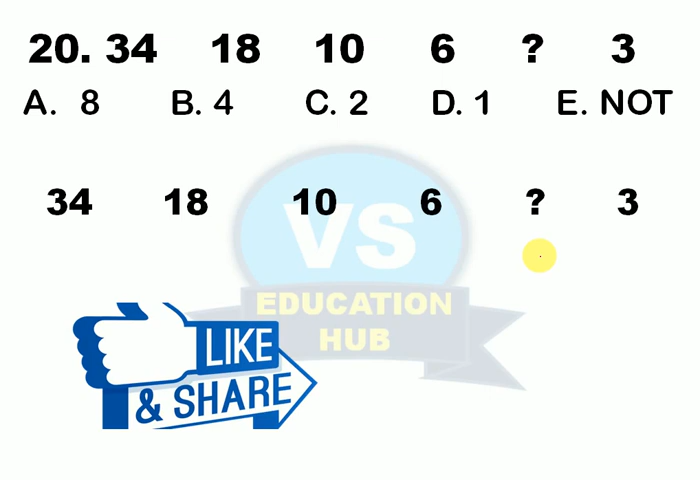 20. 34 18 10 6 ? 3
A. 8 B. 4 C. 2 D. 1 E. NOT
34 18 10 6 ? 3
VS
EDUCATION
HUB
LIKE
& SHARE